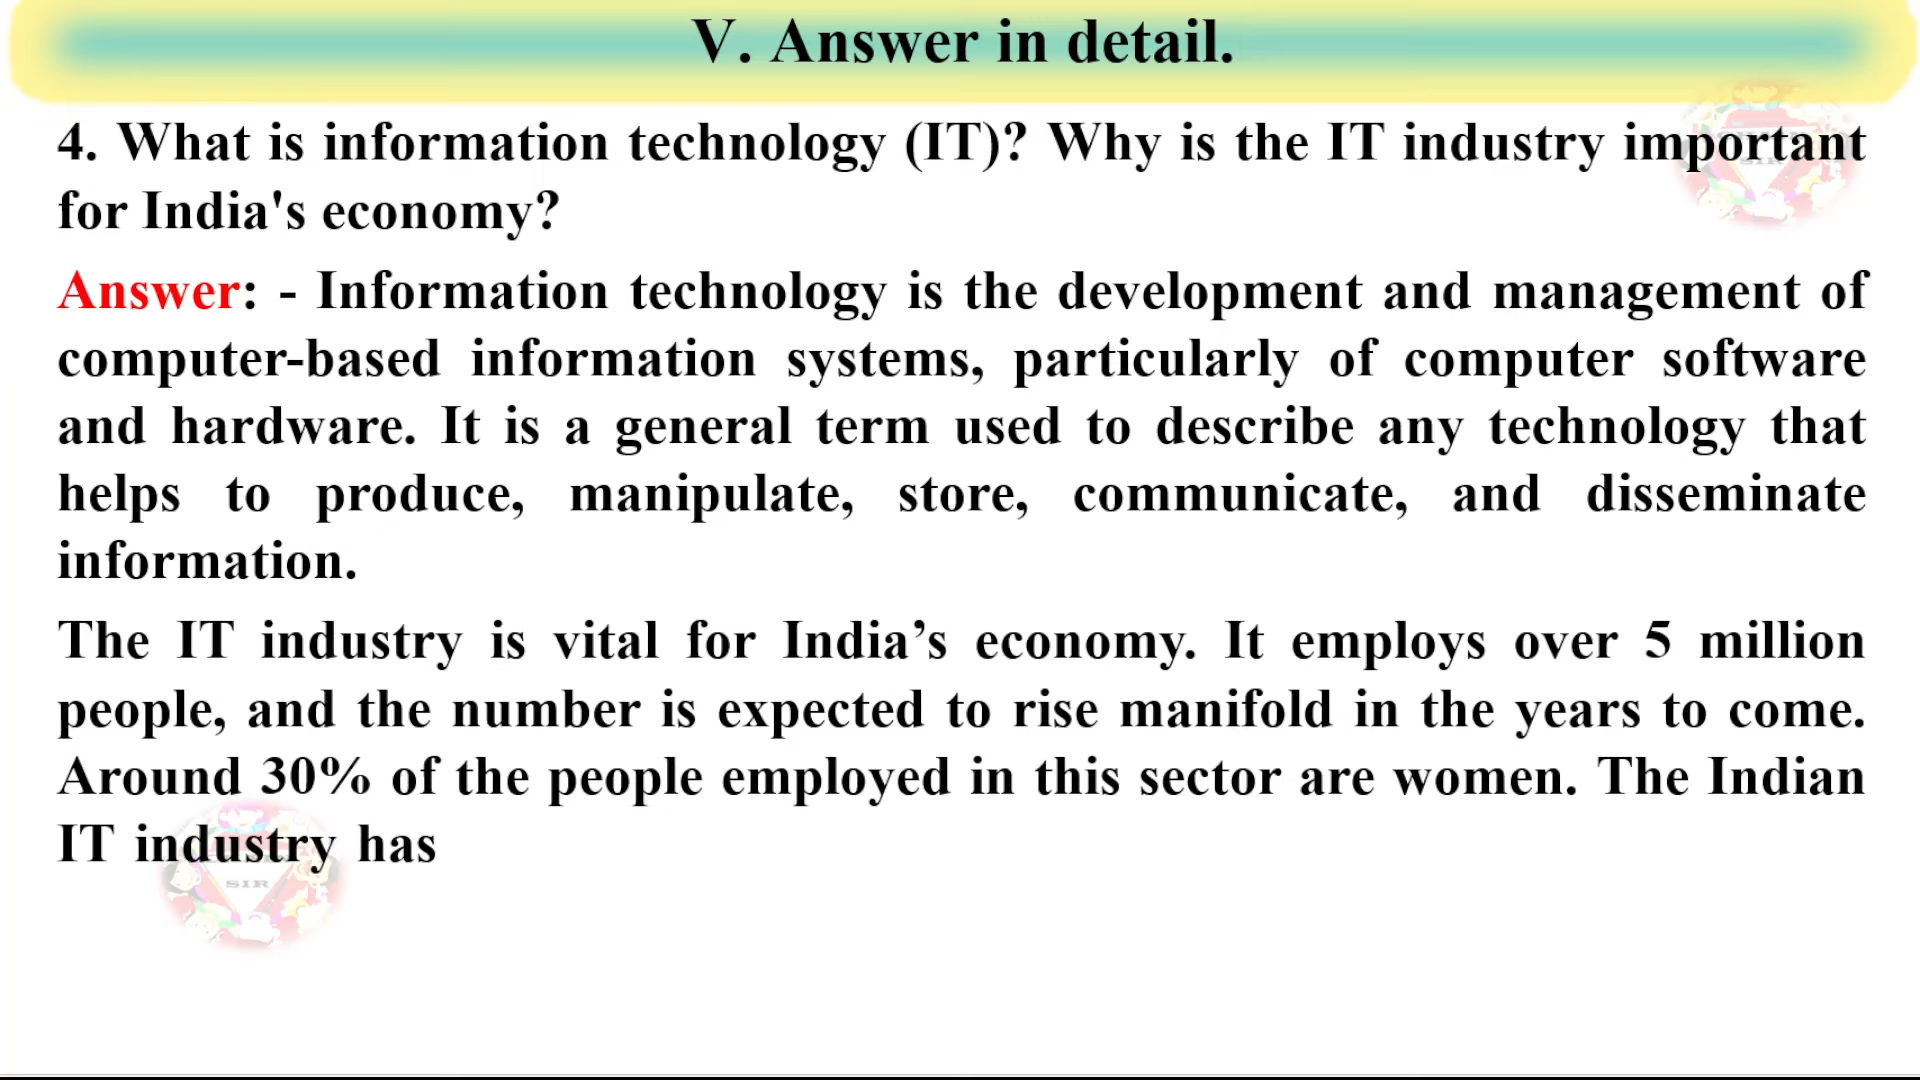 V. Answer in detail.
4. What is information technology (IT)? Why is the IT industry important
for India's economy?
Answer: - Information technology is the development and management of
computer-based information systems, particularly of computer software
and hardware. It is a general term used to describe any technology that
helps to produce, manipulate, store, communicate, and disseminate
information.
The IT industry is vital for India’s economy. It employs over 5 million
people, and the number is expected to rise manifold in the years to come.
Around 30% of the people employed in this sector are women. The Indian
IT industry has
SIR